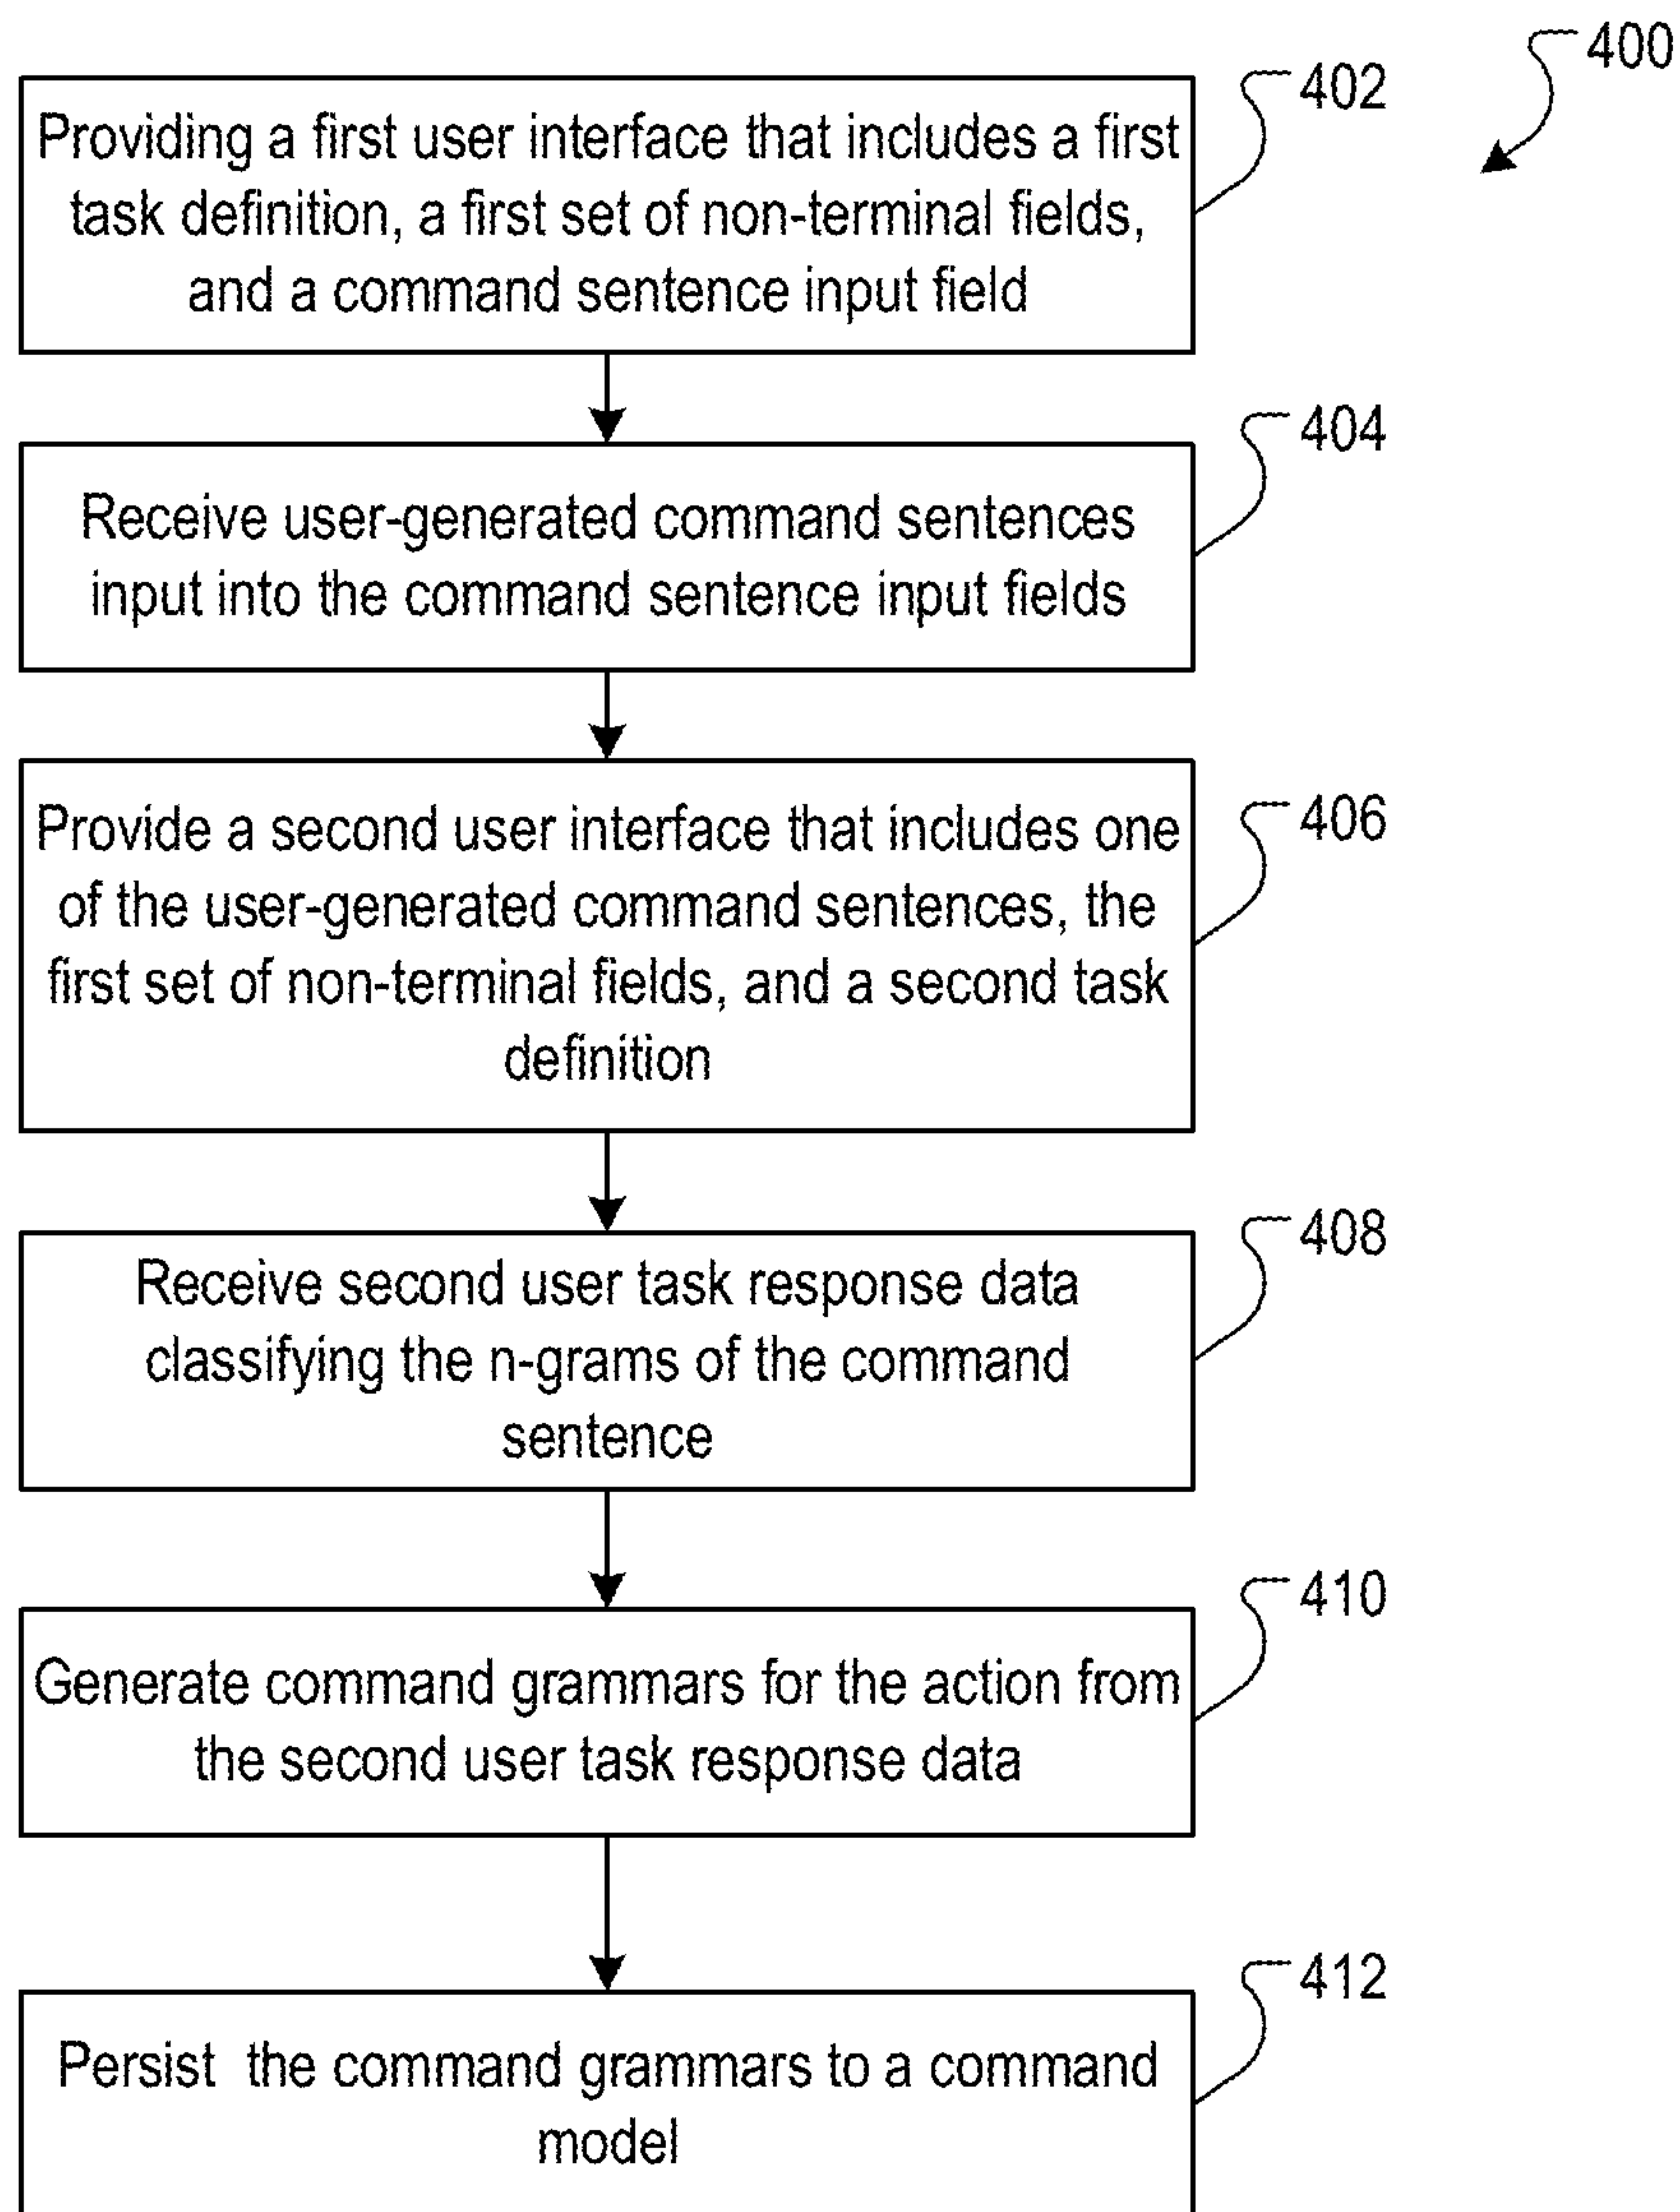 400
402
Providing a first user interface that includes a first
task definition, a first set of non-terminal fields,
and a command sentence input field
404
Receive user-generated command sentences
input into the command sentence input fields
406
Provide a second user interface that includes one
of the user-generated command sentences, the
first set of non-terminal fields, and a second task
definition
408
Receive second user task response data
classifying the n-grams of the command
sentence
410
Generate command grammars for the action from
the second user task response data
412
Persist the command grammars to a command
model